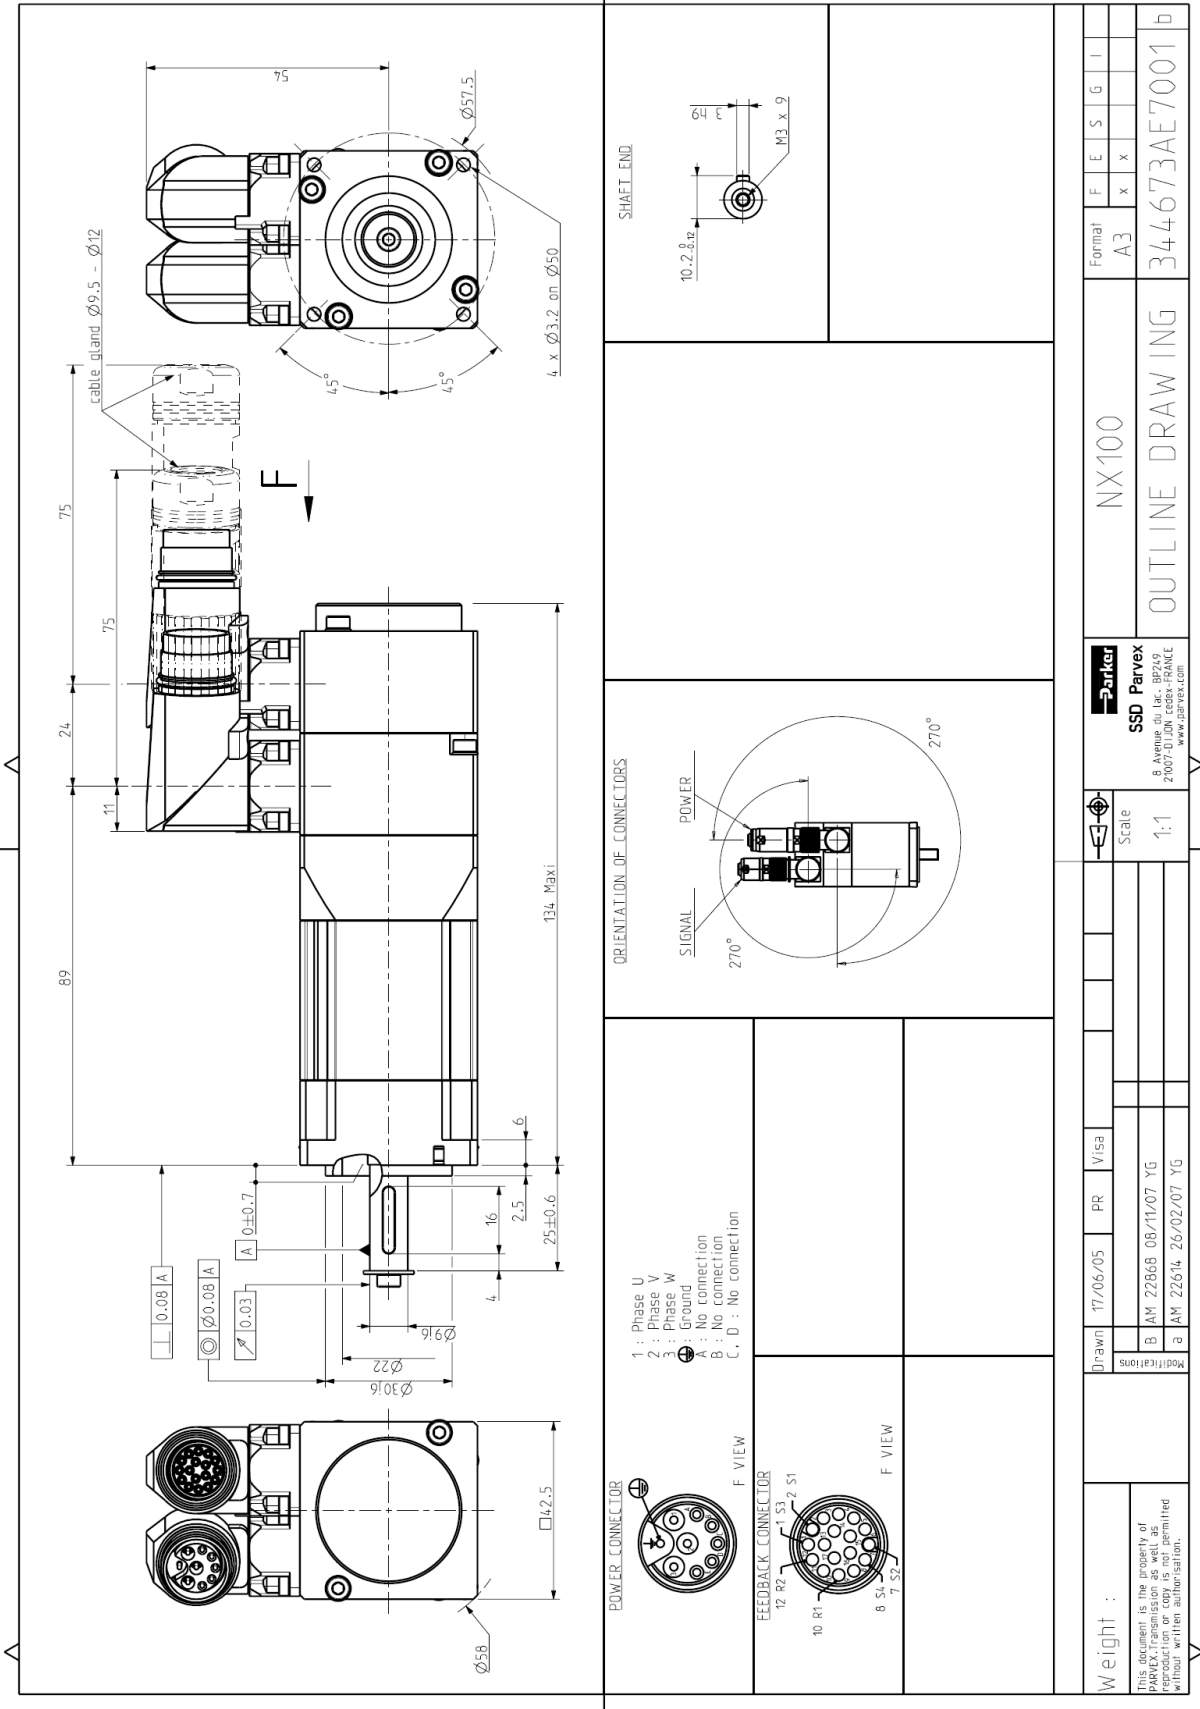 54
Ø57.5
cable gland Ø9.5 - Ø12
45°
45°
4 x Ø3.2 on Ø50
75
75
24
11
89
F
134 Maxi
6
2.5
25±0.6
16
4
0±0.7
A
⊥ 0.08 A
◎ Ø0.08 A
↗ 0.03
Ø9j6
Ø22
Ø30j6
□42.5
Ø58
SHAFT END
3 h9
M3 x 9
10.2 0 -0.12
ORIENTATION OF CONNECTORS
POWER
SIGNAL
270°
270°
1 : Phase U
2 : Phase V
3 : Phase W
⏚ : Ground
A : No connection
B : No connection
C, D : No connection
POWER CONNECTOR
F VIEW
FEEDBACK CONNECTOR
12 R2
1 S3
2 S1
10 R1
8 S4
7 S2
F VIEW
Weight :
This document is the property of
PARVEX.Transmission as well as
reproduction or copy is not permitted
without written authorisation.
Drawn 17/06/05 PR Visa
Modifications
B AM 22868 08/11/07 YG
a AM 22614 26/02/07 YG
Scale
1:1
Parker
SSD Parvex
8 Avenue du lac. BP249
21007-DIJON cedex-FRANCE
www.parvex.com
NX100
OUTLINE DRAWING
Format
A3
F E S G I
X X
344673AE7001 b